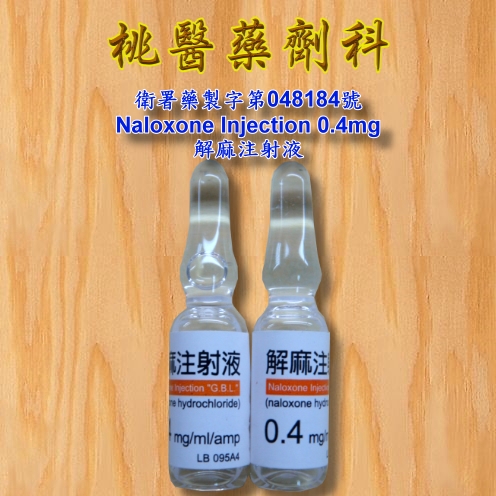 桃醫藥劑科
衛署藥製字第048184號
Naloxone Injection 0.4mg
解麻注射液
麻注射液
Injection "G.B.L."
ne hydrochloride)
mg/ml/amp
LB 095A4
解麻注
Naloxone Injectio
(naloxone hydro
0.4 mg/